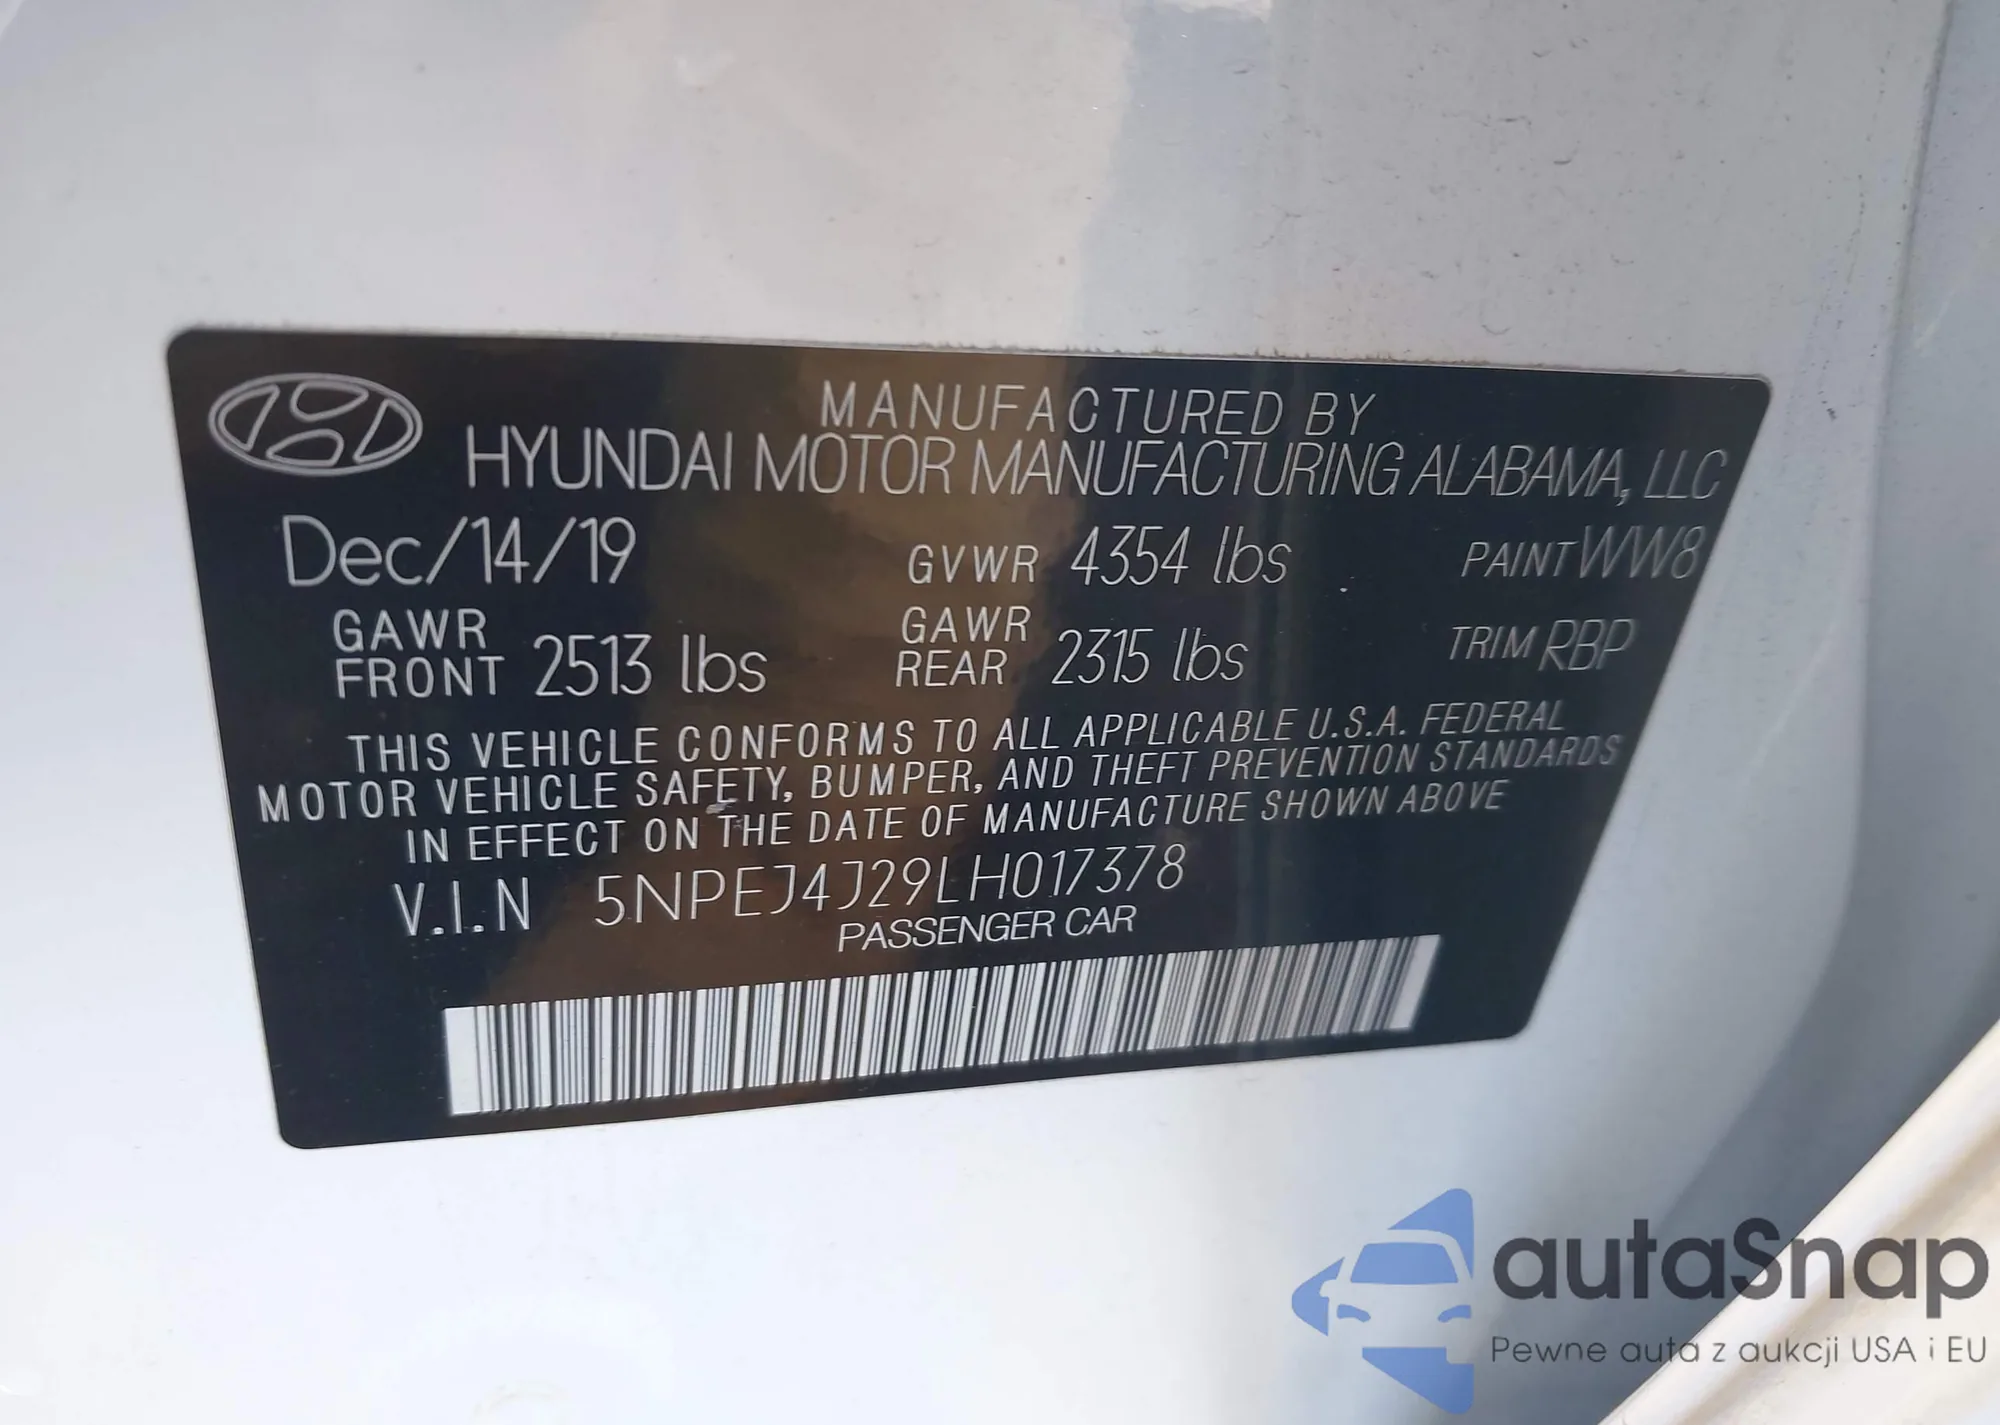 MANUFACTURED BY
HYUNDAI MOTOR MANUFACTURING ALABAMA, LLC
Dec/14/19 GVWR 4354 lbs PAINT WW8
GAWR FRONT 2513 lbs GAWR REAR 2315 lbs TRIM RBP
THIS VEHICLE CONFORMS TO ALL APPLICABLE U.S.A. FEDERAL
MOTOR VEHICLE SAFETY, BUMPER, AND THEFT PREVENTION STANDARDS
IN EFFECT ON THE DATE OF MANUFACTURE SHOWN ABOVE
V.I.N 5NPEJ4J29LH017378
PASSENGER CAR
autaSnap
Pewne auta z aukcji USA i EU